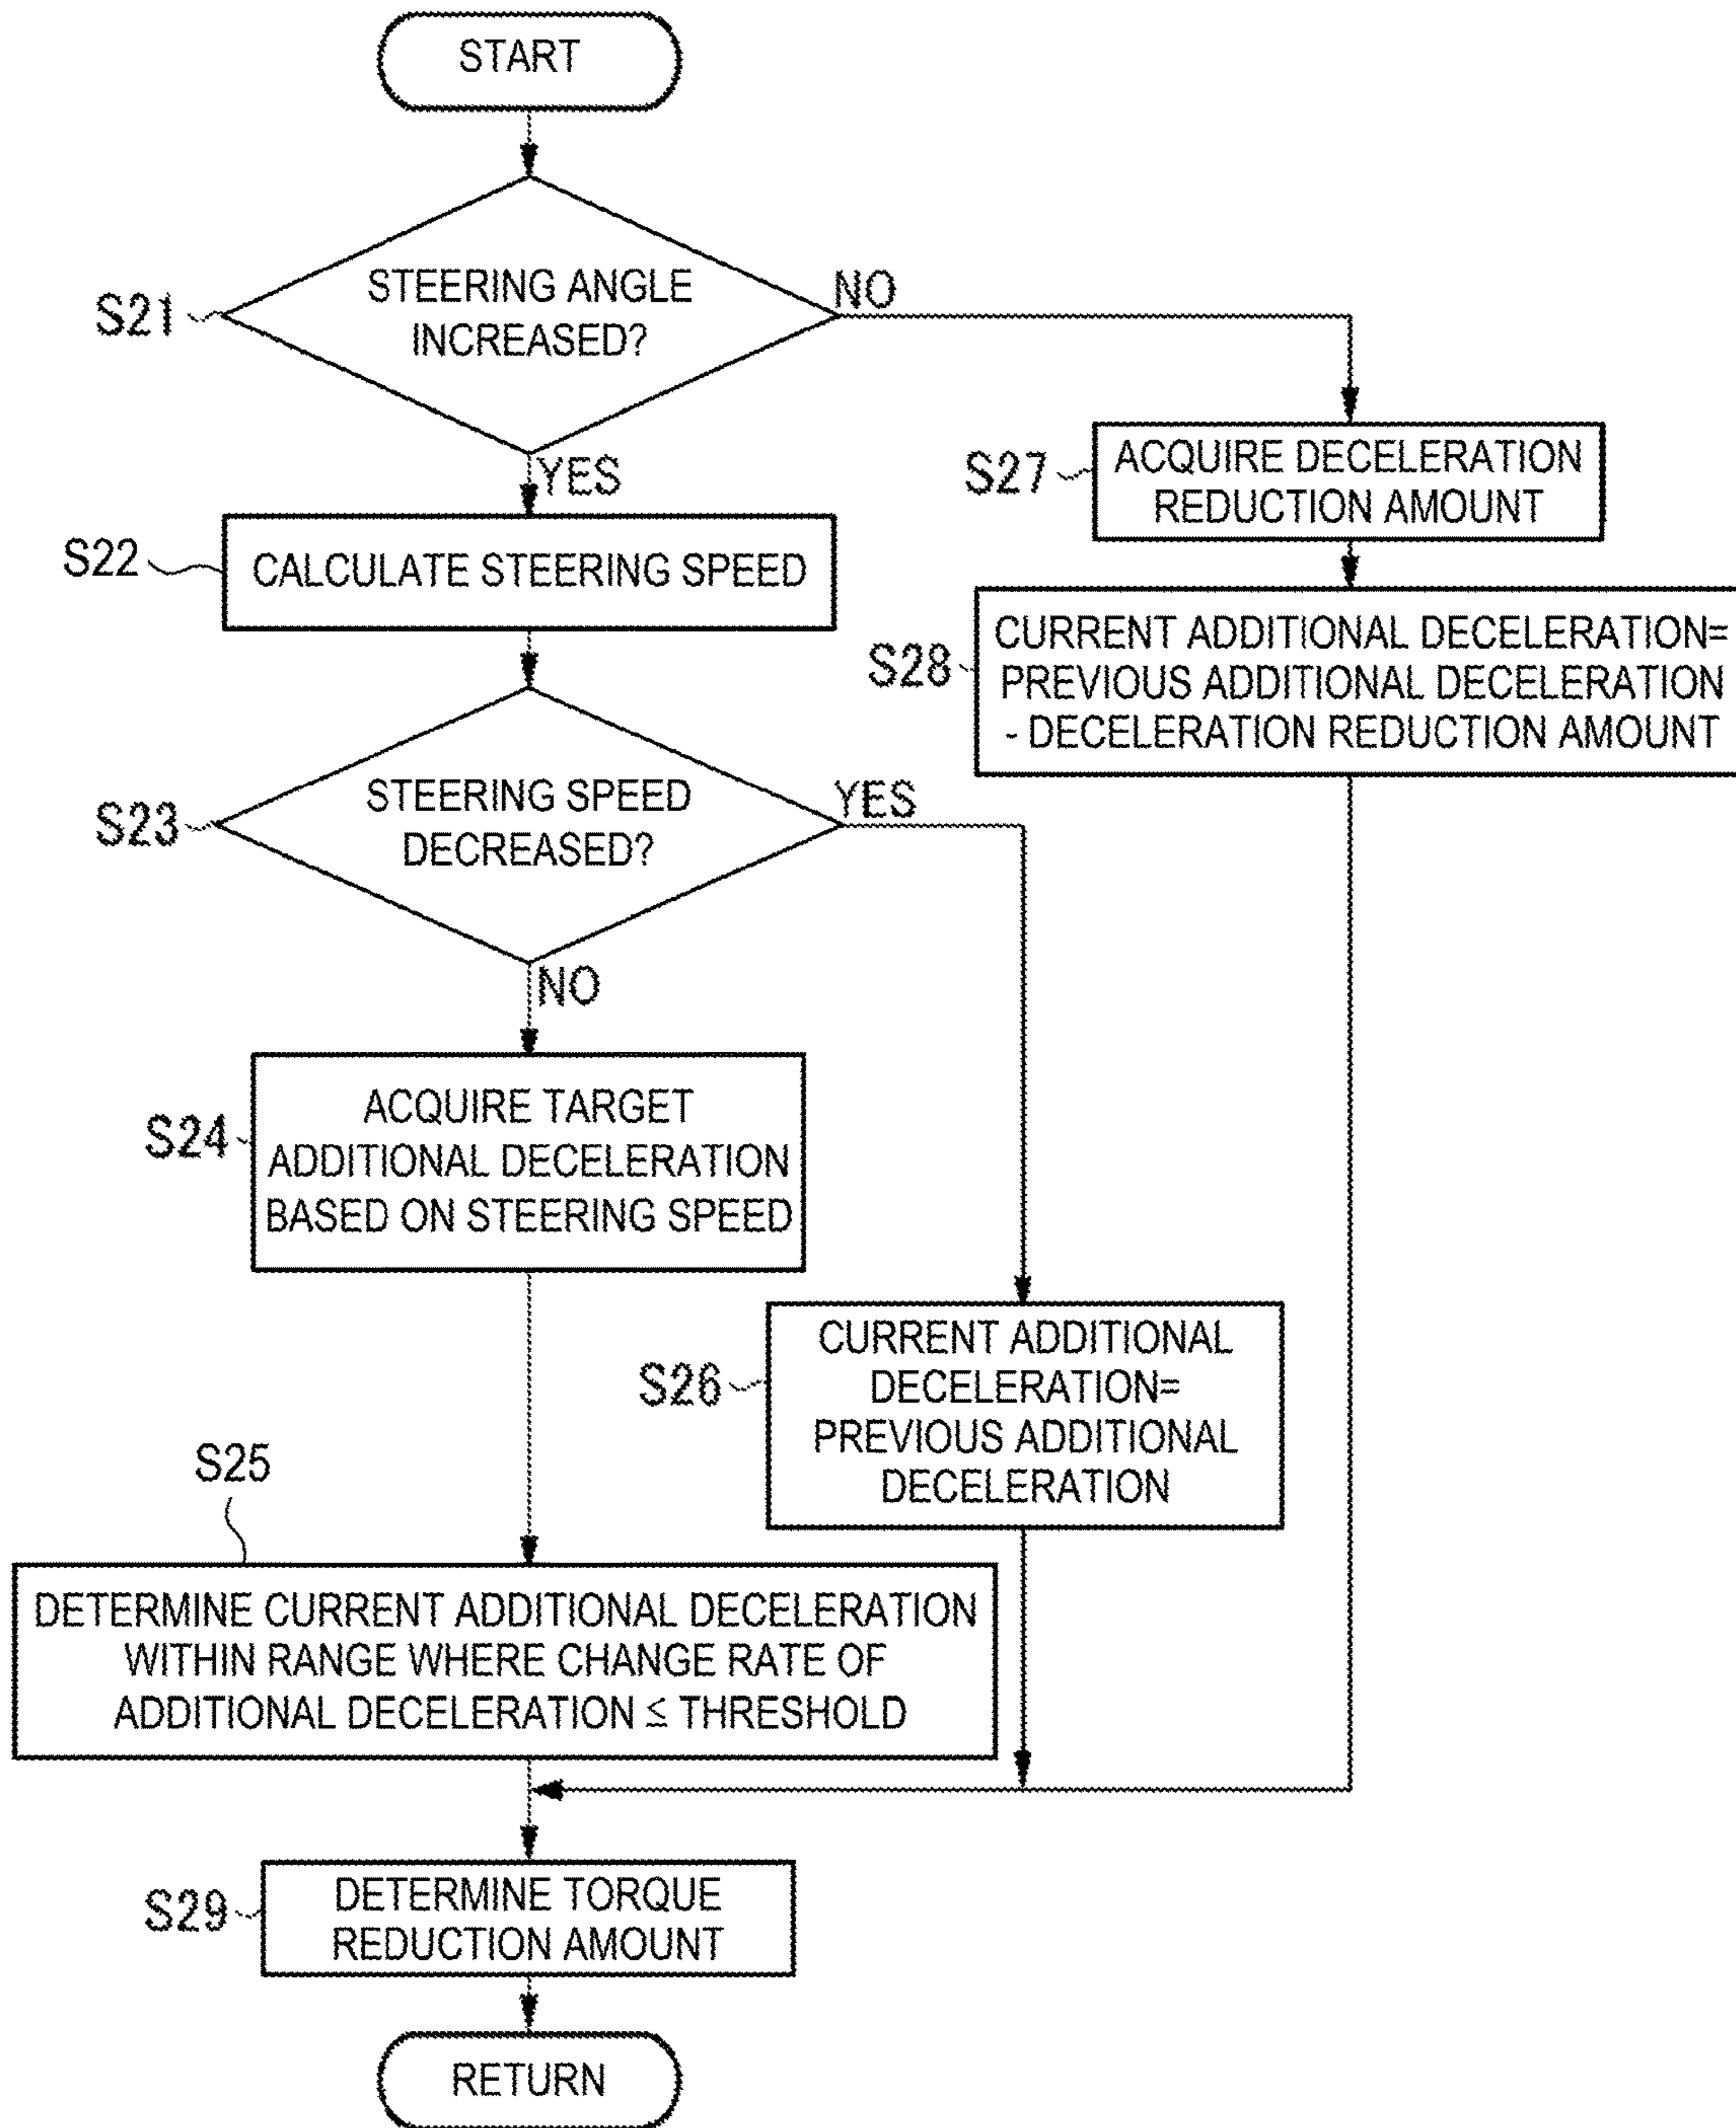 START
S21
STEERING ANGLE
INCREASED?
NO
YES
S22
CALCULATE STEERING SPEED
S27
ACQUIRE DECELERATION
REDUCTION AMOUNT
S28
CURRENT ADDITIONAL DECELERATION=
PREVIOUS ADDITIONAL DECELERATION
- DECELERATION REDUCTION AMOUNT
S23
STEERING SPEED
DECREASED?
YES
NO
S24
ACQUIRE TARGET
ADDITIONAL DECELERATION
BASED ON STEERING SPEED
S26
CURRENT ADDITIONAL
DECELERATION=
PREVIOUS ADDITIONAL
DECELERATION
S25
DETERMINE CURRENT ADDITIONAL DECELERATION
WITHIN RANGE WHERE CHANGE RATE OF
ADDITIONAL DECELERATION ≤ THRESHOLD
S29
DETERMINE TORQUE
REDUCTION AMOUNT
RETURN